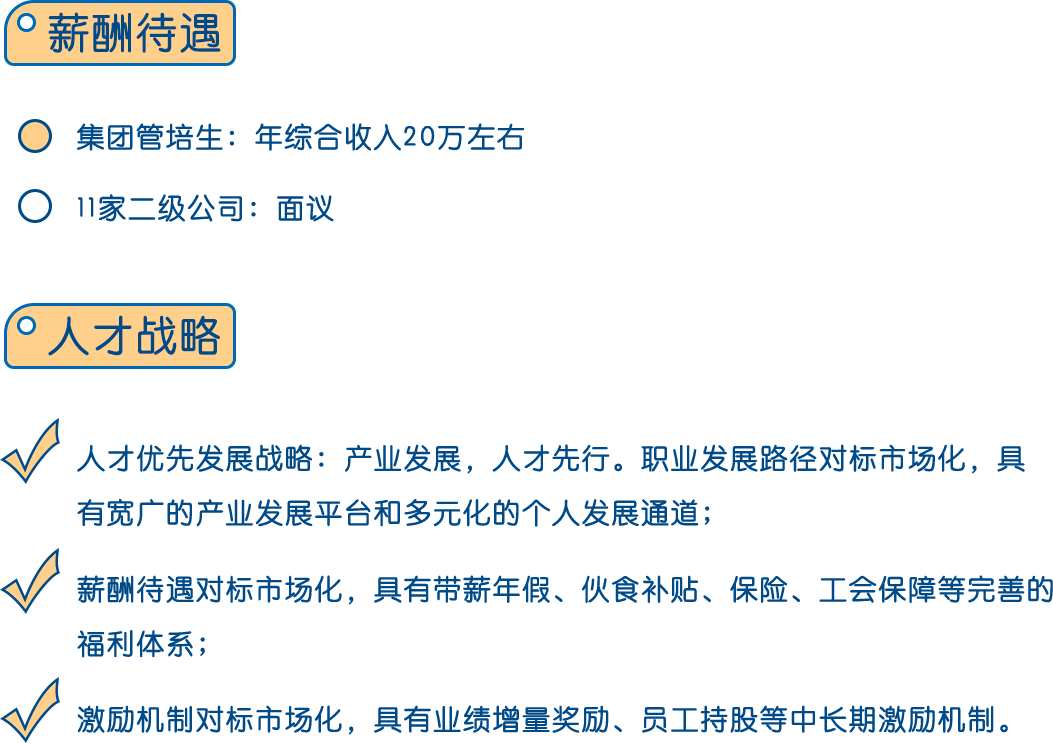 薪酬待遇
集团管培生：年综合收入20万左右
11家二级公司：面议
人才战略
人才优先发展战略：产业发展，人才先行。职业发展路径对标市场化，具
有宽广的产业发展平台和多元化的个人发展通道；
薪酬待遇对标市场化，具有带薪年假、伙食补贴、保险、工会保障等完善的
福利体系；
激励机制对标市场化，具有业绩增量奖励、员工持股等中长期激励机制。